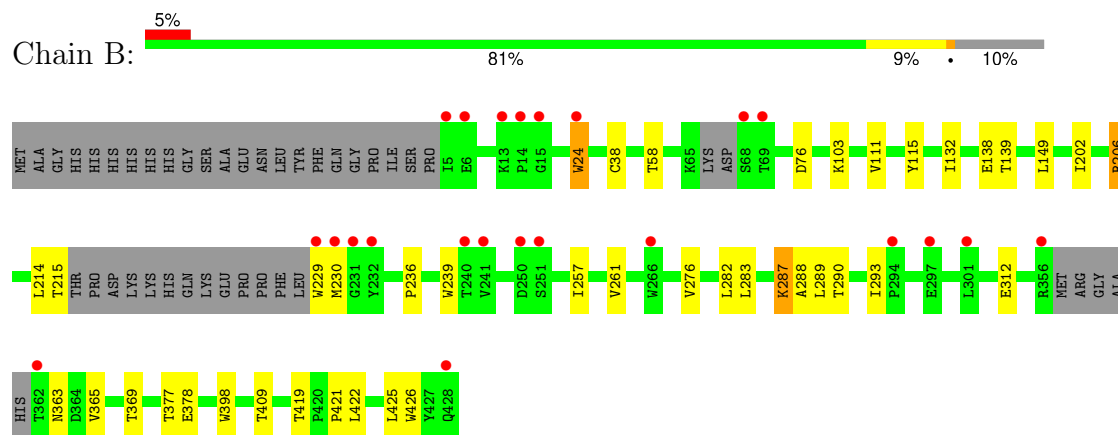 5%
Chain B:
81% 9% • 10%
MET ALA GLY HIS HIS HIS HIS HIS HIS GLY SER ALA GLU ASN LEU TYR PHE GLN GLY PRO ILE SER PRO I5 E6 K13 P14 G15 W24 C38 T58 K65 LYS ASP S68 T69 D76 K103 V111 Y115 I132 E138 T139 L149 I202
L214 T215 THR PRO ASP LYS LYS HIS GLN LYS GLU PRO PRO PHE LEU W229 M230 G231 Y232 P236 W239 T240 V241 D250 S251 I257 V261 W266 V276 L282 L283 K287 A288 L289 T290 I293 P294 E297 L301 E312 R356 MET ARG GLY ALA
HIS T362 N363 D364 V365 T369 T377 E378 W398 T409 T419 P420 P421 L422 L425 W426 Y427 Q428